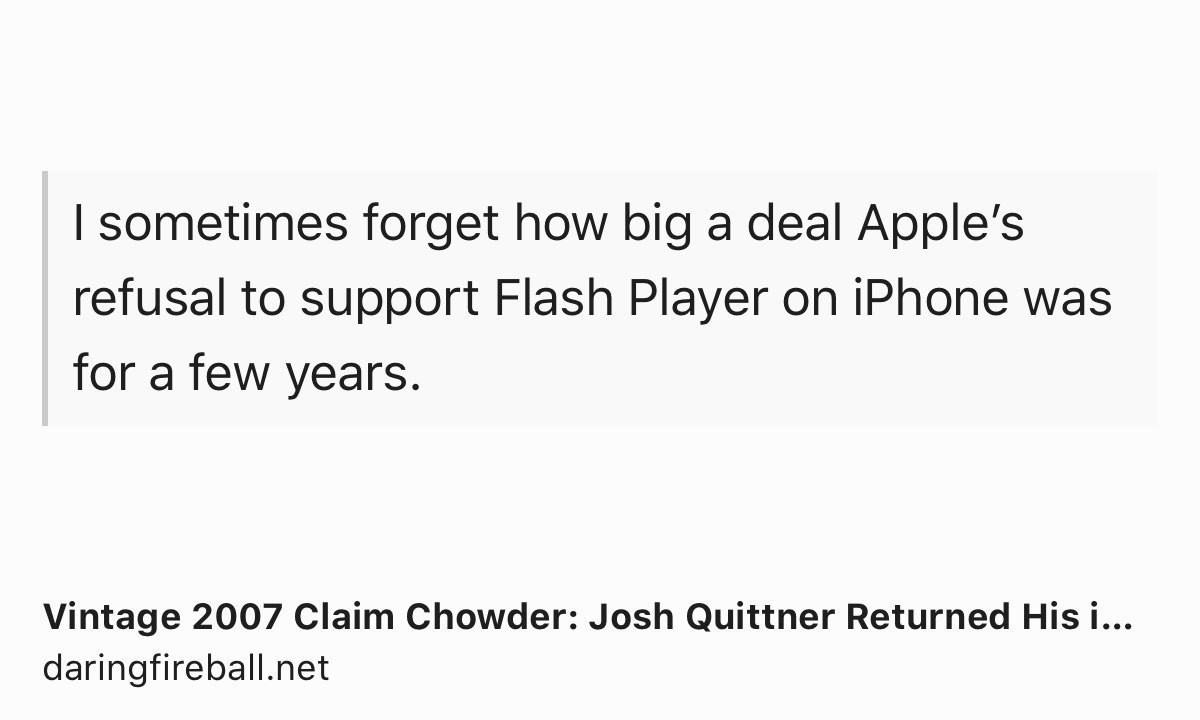 I sometimes forget how big a deal Apple’s
refusal to support Flash Player on iPhone was
for a few years.
Vintage 2007 Claim Chowder: Josh Quittner Returned His i...
daringfireball.net